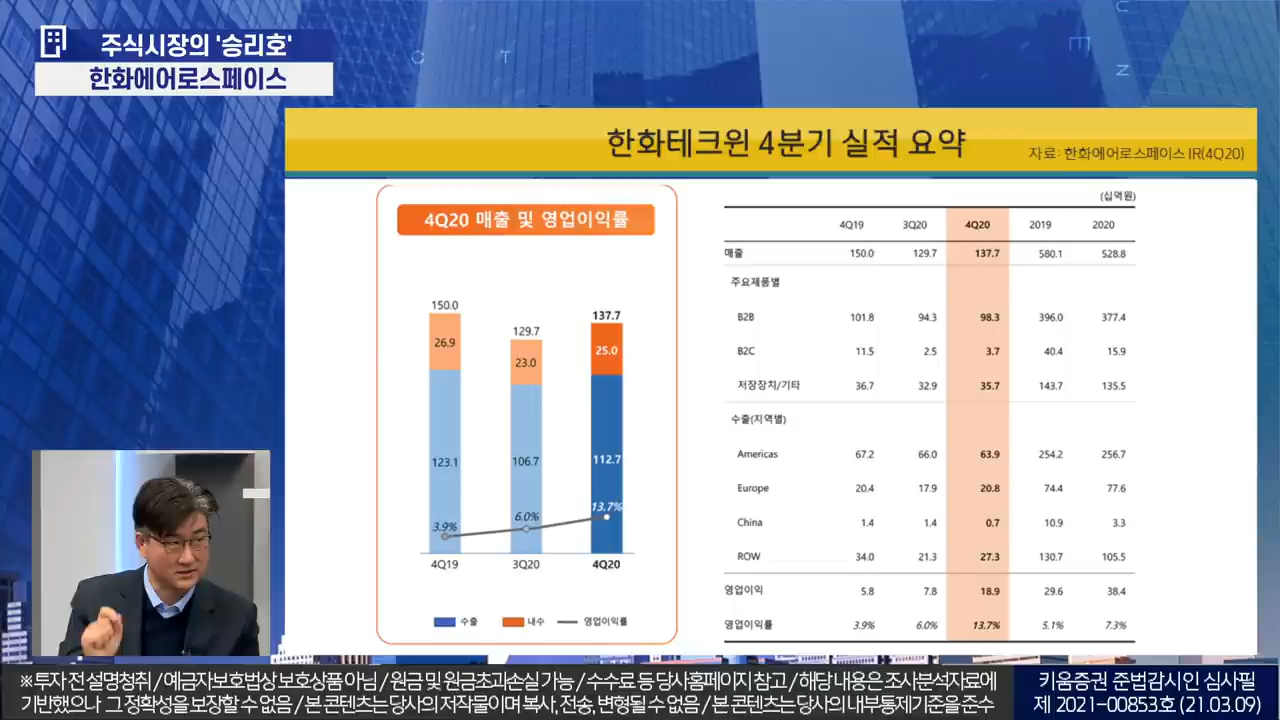 주식시장의 '승리호'
한화에어로스페이스
한화테크윈 4분기 실적 요약
자료: 한화에어로스페이스 IR(4Q20)
4Q20 매출 및 영업이익률
150.0
129.7
137.7
26.9
23.0
25.0
123.1
106.7
112.7
3.9%
6.0%
13.7%
4Q19 3Q20 4Q20
수출 내수 영업이익률
(십억원)
4Q19 3Q20 4Q20 2019 2020
매출 150.0 129.7 137.7 580.1 528.8
주요제품별
B2B 101.8 94.3 98.3 396.0 377.4
B2C 11.5 2.5 3.7 40.4 15.9
저장장치/기타 36.7 32.9 35.7 143.7 135.5
수출(지역별)
Americas 67.2 66.0 63.9 254.2 256.7
Europe 20.4 17.9 20.8 74.4 77.6
China 1.4 1.4 0.7 10.9 3.3
ROW 34.0 21.3 27.3 130.7 105.5
영업이익 5.8 7.8 18.9 29.6 38.4
영업이익률 3.9% 6.0% 13.7% 5.1% 7.3%
※투자 전 설명청취 / 예금자보호법상 보호상품 아님 / 원금 및 원금초과손실 가능 / 수수료 등 당사홈페이지 참고 / 해당 내용은 조사분석자료에
기반했으나 그 정확성을 보장할 수 없음 / 본 콘텐츠는 당사의 저작물이며 복사, 전송, 변형될 수 없음 / 본 콘텐츠는 당사의 내부통제기준을 준수
키움증권 준법감시인 심사필
제 2021-00853호 (21.03.09)